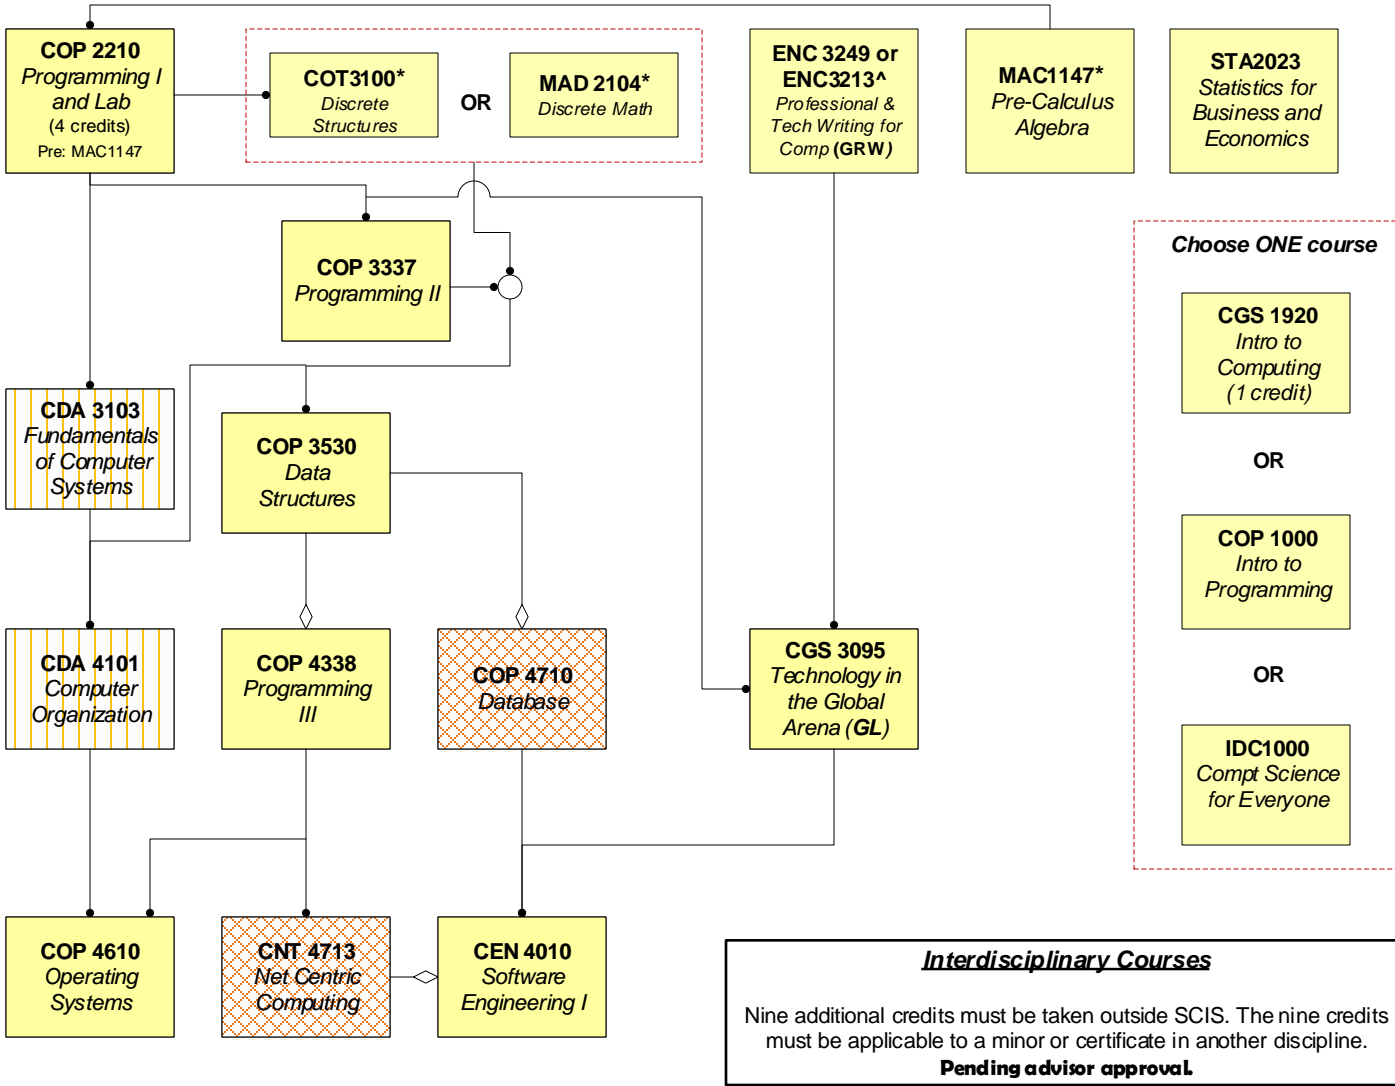 COP 2210
Programming I
and Lab
(4 credits)
Pre: MAC1147
COT3100*
Discrete
Structures
OR
MAD 2104*
Discrete Math
ENC 3249 or
ENC3213^
Professional &
Tech Writing for
Comp (GRW)
MAC1147*
Pre-Calculus
Algebra
STA2023
Statistics for
Business and
Economics
COP 3337
Programming II
Choose ONE course
CGS 1920
Intro to
Computing
(1 credit)
OR
COP 1000
Intro to
Programming
OR
IDC1000
Compt Science
for Everyone
CDA 3103
Fundamentals
of Computer
Systems
COP 3530
Data
Structures
CDA 4101
Computer
Organization
COP 4338
Programming
III
COP 4710
Database
CGS 3095
Technology in
the Global
Arena (GL)
COP 4610
Operating
Systems
CNT 4713
Net Centric
Computing
CEN 4010
Software
Engineering I
Interdisciplinary Courses
Nine additional credits must be taken outside SCIS. The nine credits
must be applicable to a minor or certificate in another discipline.
Pending advisor approval.